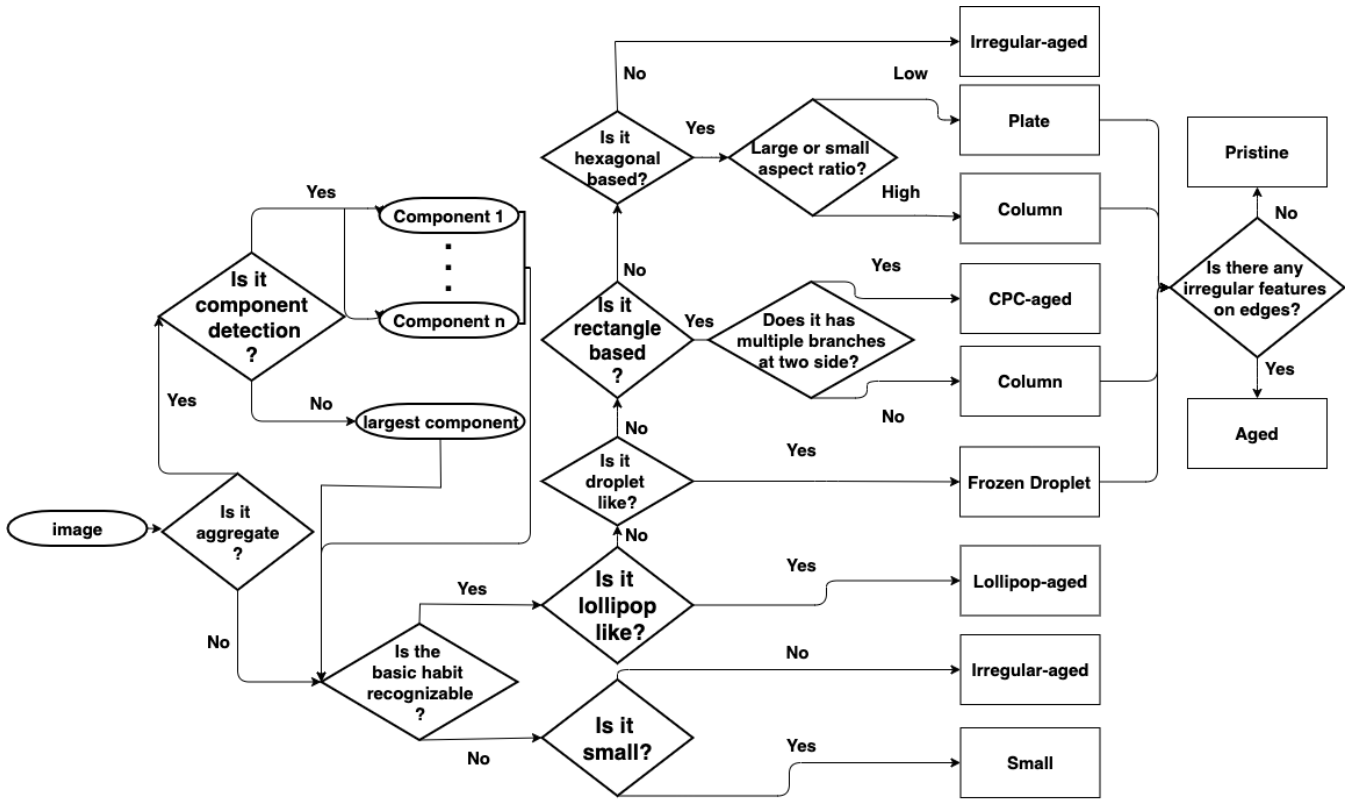 image
Is it
aggregate
?
Yes
No
Is it
component
detection
?
Yes
No
Component 1
Component n
largest component
Is the
basic habit
recognizable
?
Yes
No
Is it
small?
No
Yes
Irregular-aged
Small
Is it
lollipop
like?
Yes
No
Lollipop-aged
Is it
droplet
like?
Yes
No
Frozen Droplet
Is it
rectangle
based
?
Yes
No
Does it has
multiple branches
at two side?
Yes
No
CPC-aged
Column
Is it
hexagonal
based?
Yes
No
Irregular-aged
Large or small
aspect ratio?
Low
High
Plate
Column
Is there any
irregular features
on edges?
No
Yes
Pristine
Aged